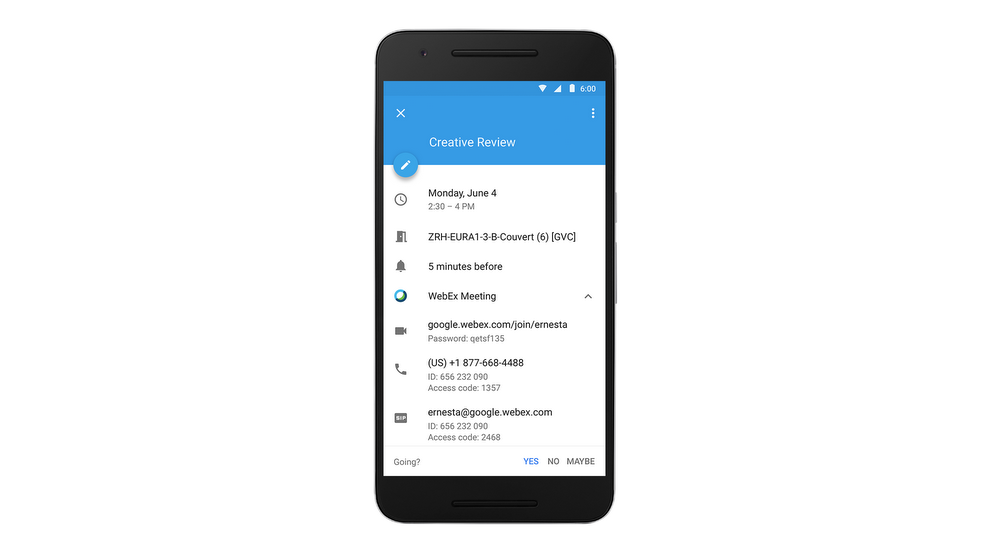 6:00
Creative Review
Monday, June 4
2:30 – 4 PM
ZRH-EURA1-3-B-Couvert (6) [GVC]
5 minutes before
WebEx Meeting
google.webex.com/join/ernesta
Password: qetsf135
(US) +1 877-668-4488
ID: 656 232 090
Access code: 1357
SIP
ernesta@google.webex.com
ID: 656 232 090
Access code: 2468
Going? YES NO MAYBE